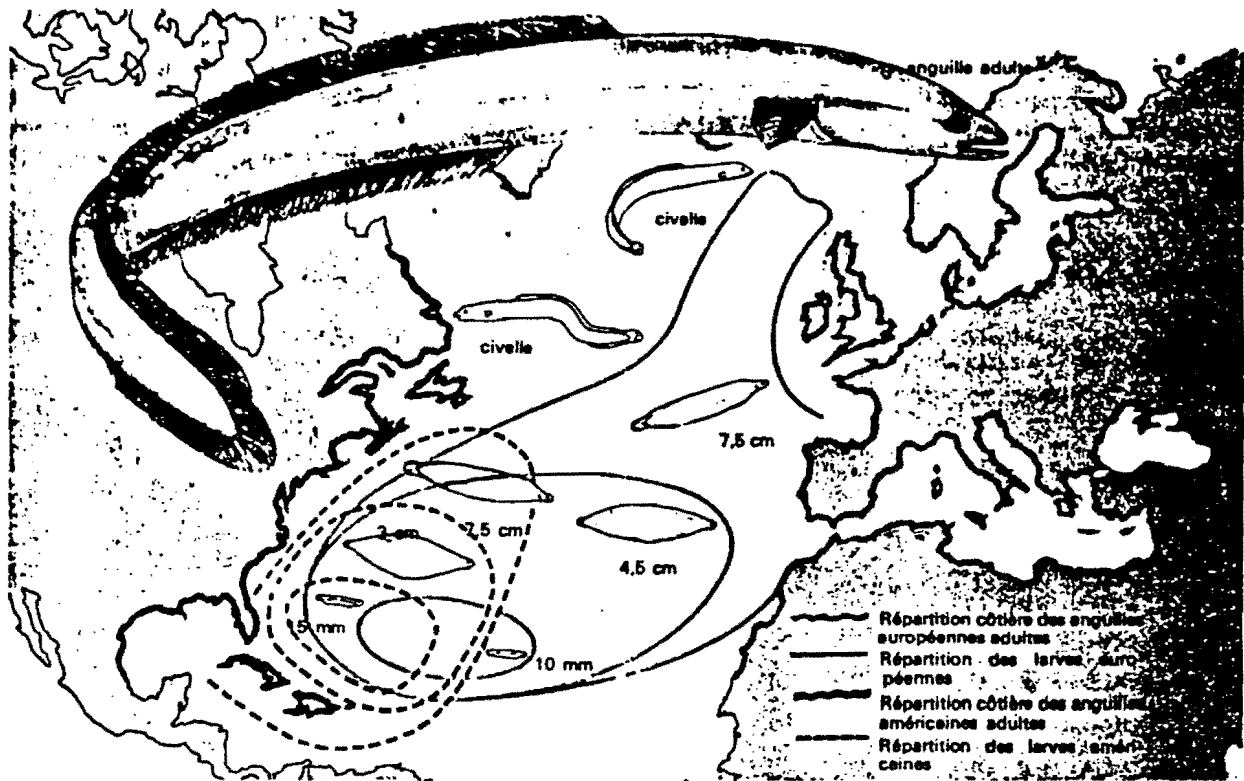 anguille adulte
civelle
civelle
7,5 cm
7,5 cm
3 cm
4,5 cm
15 mm
10 mm
Répartition côtière des anguilles
européennes adultes
Répartition des larves euro-
péennes
Répartition côtière des anguilles
américaines adultes
Répartition des larves améri-
caines